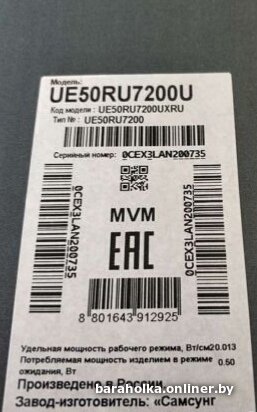 Модель:
UE50RU7200U
Код модели : UE50RU7200UXRU
Тип № : UE50RU7200
Серийный номер: 0CEX3LAN200735
0CEX3LAN200735
0CEX3LAN200735
MVM
EAC
8 801643 912925
Удельная мощность рабочего режима, Вт/см2 0.013
Потребляемая мощность изделием в режиме
ожидания, Вт 0.50
Произведено в России
baraholka.onliner.by
Завод-изготовитель: «Самсунг